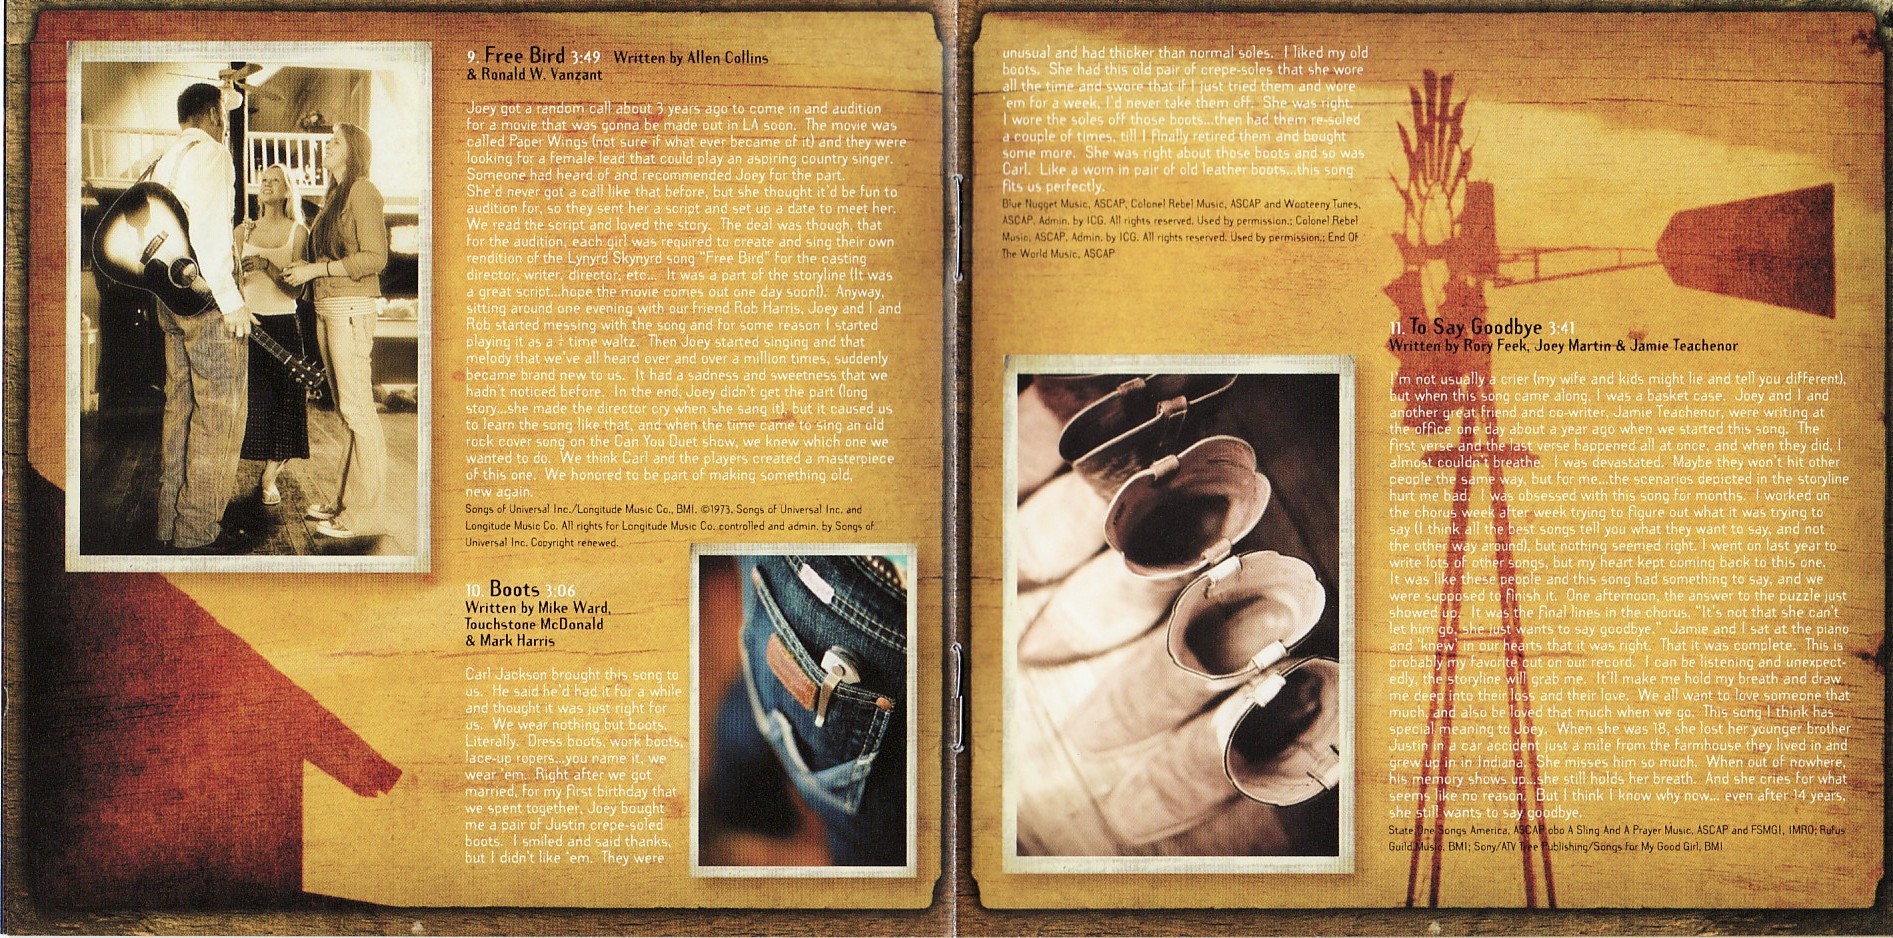 9. Free Bird 3:49 Written by Allen Collins
& Ronald W. Vanzant
Joey got a random call about 3 years ago to come in and audition
for a movie that was gonna be made out in LA soon. The movie was
called Paper Wings (not sure if what ever became of it) and they were
looking for a female lead that could play an aspiring country singer.
Someone had heard of and recommended Joey for the part.
She'd never got a call like that before, but she thought it'd be fun to
audition for, so they sent her a script and set up a date to meet her.
We read the script and loved the story. The deal was though, that
for the audition, each girl was required to create and sing their own
rendition of the Lynyrd Skynyrd song "Free Bird" for the casting
director, writer, director, etc... It was a part of the storyline (It was
a great script...hope the movie comes out one day soon!). Anyway,
sitting around one evening with our friend Rob Harris, Joey and I and
Rob started messing with the song and for some reason I started
playing it as a time waltz. Then Joey started singing and that
melody that we've all heard over and over a million times, suddenly
became brand new to us. It had a sadness and sweetness that we
hadn't noticed before. In the end, Joey didn't get the part (long
story...she made the director cry when she sang it), but it caused us
to learn the song like that, and when the time came to sing an old
rock cover song on the Can You Duet show, we knew which one we
wanted to do. We think Carl and the players created a masterpiece
of this one. We honored to be part of making something old,
new again.
Songs of Universal Inc./Longitude Music Co., BMI. ©1973, Songs of Universal Inc. and
Longitude Music Co. All rights for Longitude Music Co. controlled and admin. by Songs of
Universal Inc. Copyright renewed.
10. Boots 3:06
Written by Mike Ward,
Touchstone McDonald
& Mark Harris
Carl Jackson brought this song to
us. He said he'd had it for a while
and thought it was just right for
us. We wear nothing but boots.
Literally. Dress boots, work boots,
lace-up ropers...you name it, we
wear 'em. Right after we got
married, for my first birthday that
we spent together, Joey bought
me a pair of Justin crepe-soled
boots. I smiled and said thanks,
but I didn't like 'em. They were
unusual and had thicker than normal soles. I liked my old
boots. She had this old pair of crepe-soles that she wore
all the time and swore that if I just tried them and wore
'em for a week, I'd never take them off. She was right.
I wore the soles off those boots...then had them re-soled
a couple of times, till I finally retired them and bought
some more. She was right about those boots and so was
Carl. Like a worn in pair of old leather boots...this song
fits us perfectly.
Blue Nugget Music, ASCAP, Colonel Rebel Music, ASCAP and Wooteeny Tunes,
ASCAP. Admin. by ICG. All rights reserved. Used by permission.; Colonel Rebel
Music, ASCAP. Admin. by ICG. All rights reserved. Used by permission.; End Of
The World Music, ASCAP
11. To Say Goodbye 3:41
Written by Rory Feek, Joey Martin & Jamie Teachenor
I'm not usually a crier (my wife and kids might lie and tell you different),
but when this song came along, I was a basket case. Joey and I and
another great friend and co-writer, Jamie Teachenor, were writing at
the office one day about a year ago when we started this song. The
first verse and the last verse happened all at once, and when they did, I
almost couldn't breathe. I was devastated. Maybe they won't hit other
people the same way, but for me...the scenarios depicted in the storyline
hurt me bad. I was obsessed with this song for months. I worked on
the chorus week after week trying to figure out what it was trying to
say (I think all the best songs tell you what they want to say, and not
the other way around), but nothing seemed right. I went on last year to
write lots of other songs, but my heart kept coming back to this one.
It was like these people and this song had something to say, and we
were supposed to finish it. One afternoon, the answer to the puzzle just
showed up. It was the final lines in the chorus. "It's not that she can't
let him go, she just wants to say goodbye." Jamie and I sat at the piano
and 'knew' in our hearts that it was right. That it was complete. This is
probably my favorite cut on our record. I can be listening and unexpect-
edly, the storyline will grab me. It'll make me hold my breath and draw
me deep into their loss and their love. We all want to love someone that
much, and also be loved that much when we go. This song I think has
special meaning to Joey. When she was 18, she lost her younger brother
Justin in a car accident just a mile from the farmhouse they lived in and
grew up in in Indiana. She misses him so much. When out of nowhere,
his memory shows up...she still holds her breath. And she cries for what
seems like no reason. But I think I know why now... even after 14 years,
she still wants to say goodbye.
State One Songs America, ASCAP obo A Sling And A Prayer Music, ASCAP and FSMGI, IMRO; Rufus
Guild Music, BMI; Sony/ATV Tree Publishing/Songs for My Good Girl, BMI